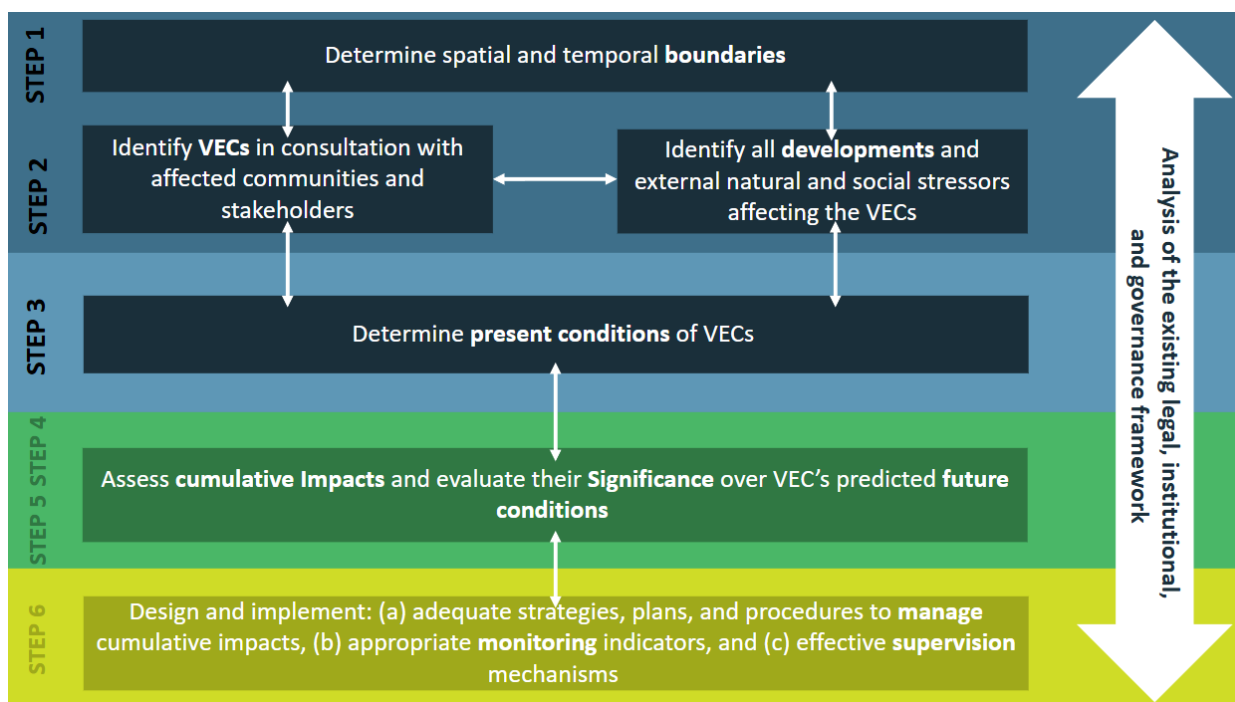 STEP 1
Determine spatial and temporal boundaries
STEP 2
Identify VECs in consultation with
affected communities and
stakeholders
Identify all developments and
external natural and social stressors
affecting the VECs
STEP 3
Determine present conditions of VECs
STEP 4
STEP 5
Assess cumulative Impacts and evaluate their Significance over VEC’s predicted future
conditions
STEP 6
Design and implement: (a) adequate strategies, plans, and procedures to manage
cumulative impacts, (b) appropriate monitoring indicators, and (c) effective supervision
mechanisms
Analysis of the existing legal, institutional,
and governance framework